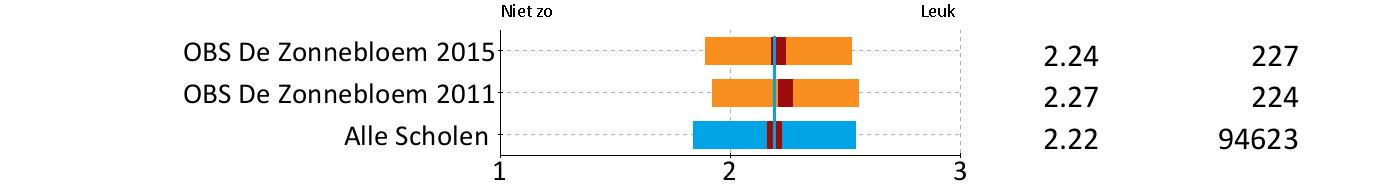 Niet zo Leuk
OBS De Zonnebloem 2015 2.24 227
OBS De Zonnebloem 2011 2.27 224
Alle Scholen 2.22 94623
1 2 3